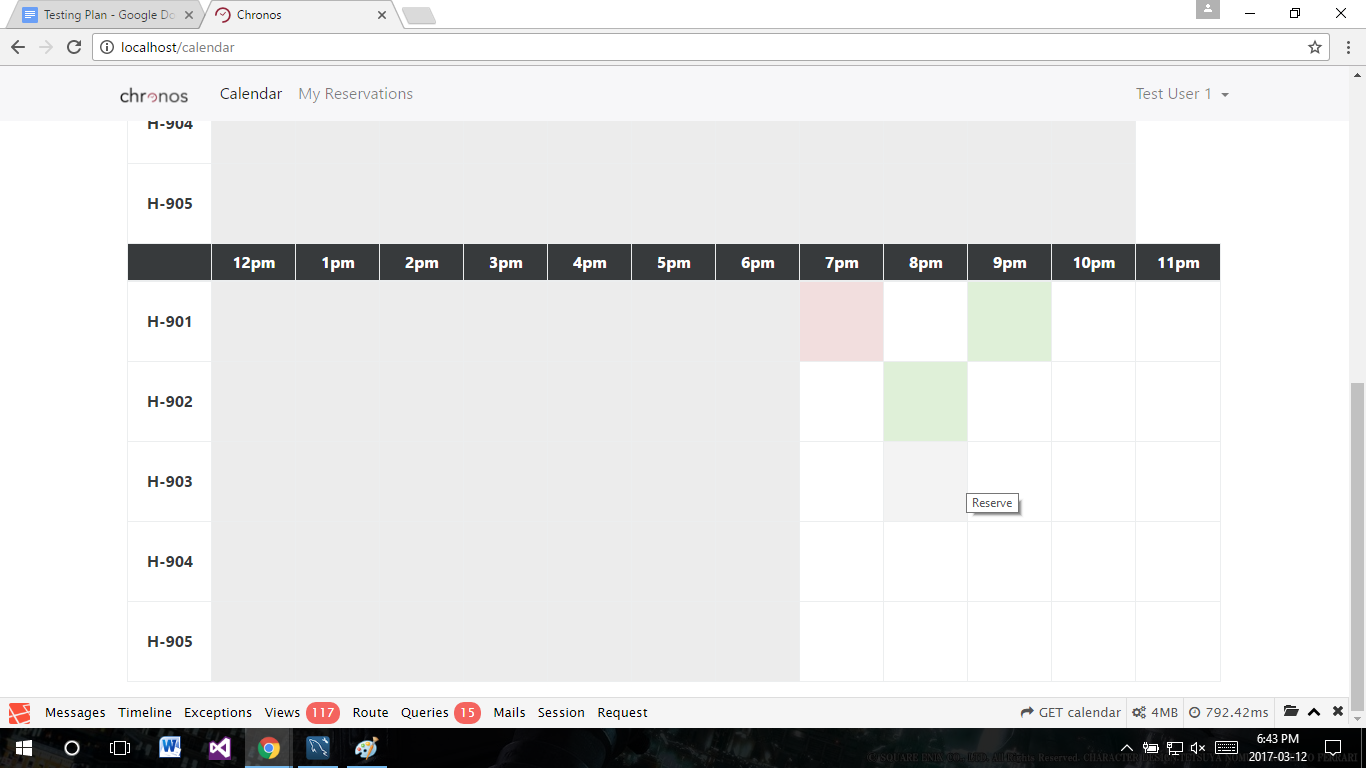 Testing Plan - Google Do
Chronos
localhost/calendar
chronos Calendar My Reservations Test User 1
H-904
H-905
12pm 1pm 2pm 3pm 4pm 5pm 6pm 7pm 8pm 9pm 10pm 11pm
H-901
H-902
H-903
Reserve
H-904
H-905
Messages Timeline Exceptions Views 117 Route Queries 15 Mails Session Request GET calendar 4MB 792.42ms
6:43 PM
2017-03-12